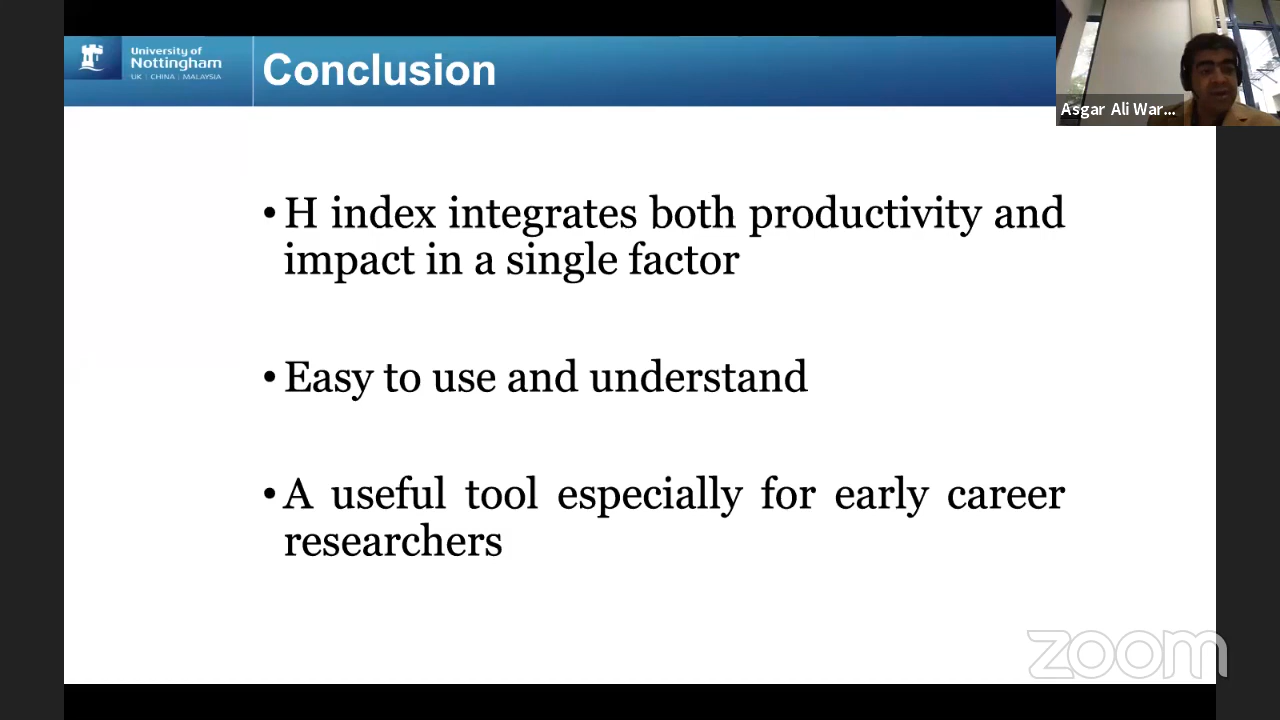 University of
Nottingham
UK | CHINA | MALAYSIA
Conclusion
Asgar Ali War...
• H index integrates both productivity and
impact in a single factor
• Easy to use and understand
• A useful tool especially for early career
researchers
zoom